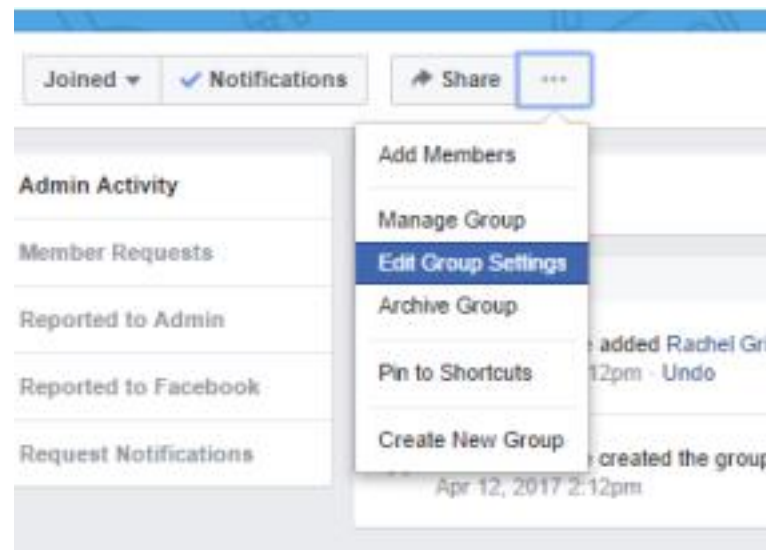 Joined Notifications Share ...
Add Members
Admin Activity
Manage Group
Member Requests
Edit Group Settings
Archive Group
Reported to Admin
added Rachel Gri
Pin to Shortcuts
12pm · Undo
Reported to Facebook
Create New Group
Request Notifications
created the group
Apr 12, 2017 2:12pm